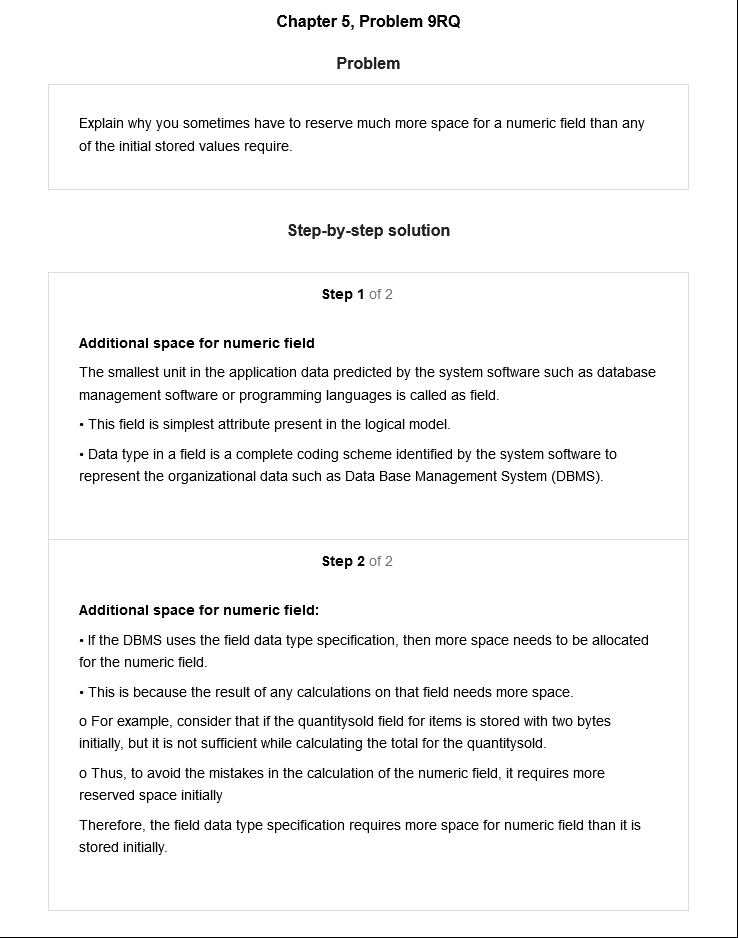 Chapter 5, Problem 9RQ
Problem
Explain why you sometimes have to reserve much more space for a numeric field than any
of the initial stored values require.
Step-by-step solution
Step 1 of 2
Additional space for numeric field
The smallest unit in the application data predicted by the system software such as database
management software or programming languages is called as field.
• This field is simplest attribute present in the logical model.
• Data type in a field is a complete coding scheme identified by the system software to
represent the organizational data such as Data Base Management System (DBMS).
Step 2 of 2
Additional space for numeric field:
• If the DBMS uses the field data type specification, then more space needs to be allocated
for the numeric field.
• This is because the result of any calculations on that field needs more space.
o For example, consider that if the quantitysold field for items is stored with two bytes
initially, but it is not sufficient while calculating the total for the quantitysold.
o Thus, to avoid the mistakes in the calculation of the numeric field, it requires more
reserved space initially
Therefore, the field data type specification requires more space for numeric field than it is
stored initially.